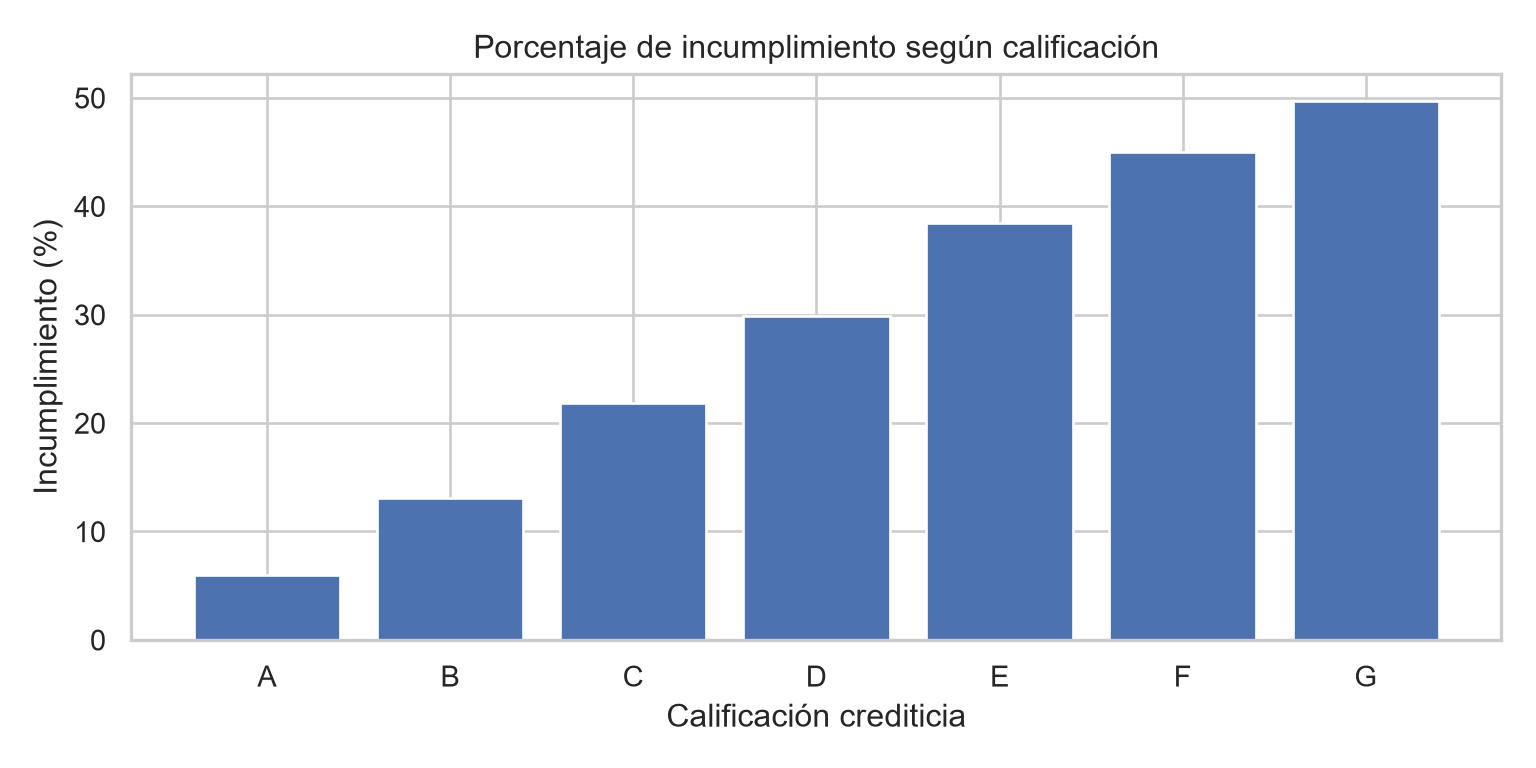 Porcentaje de incumplimiento según calificación
Incumplimiento (%)
50
40
30
20
10
0
A B C D E F G
Calificación crediticia